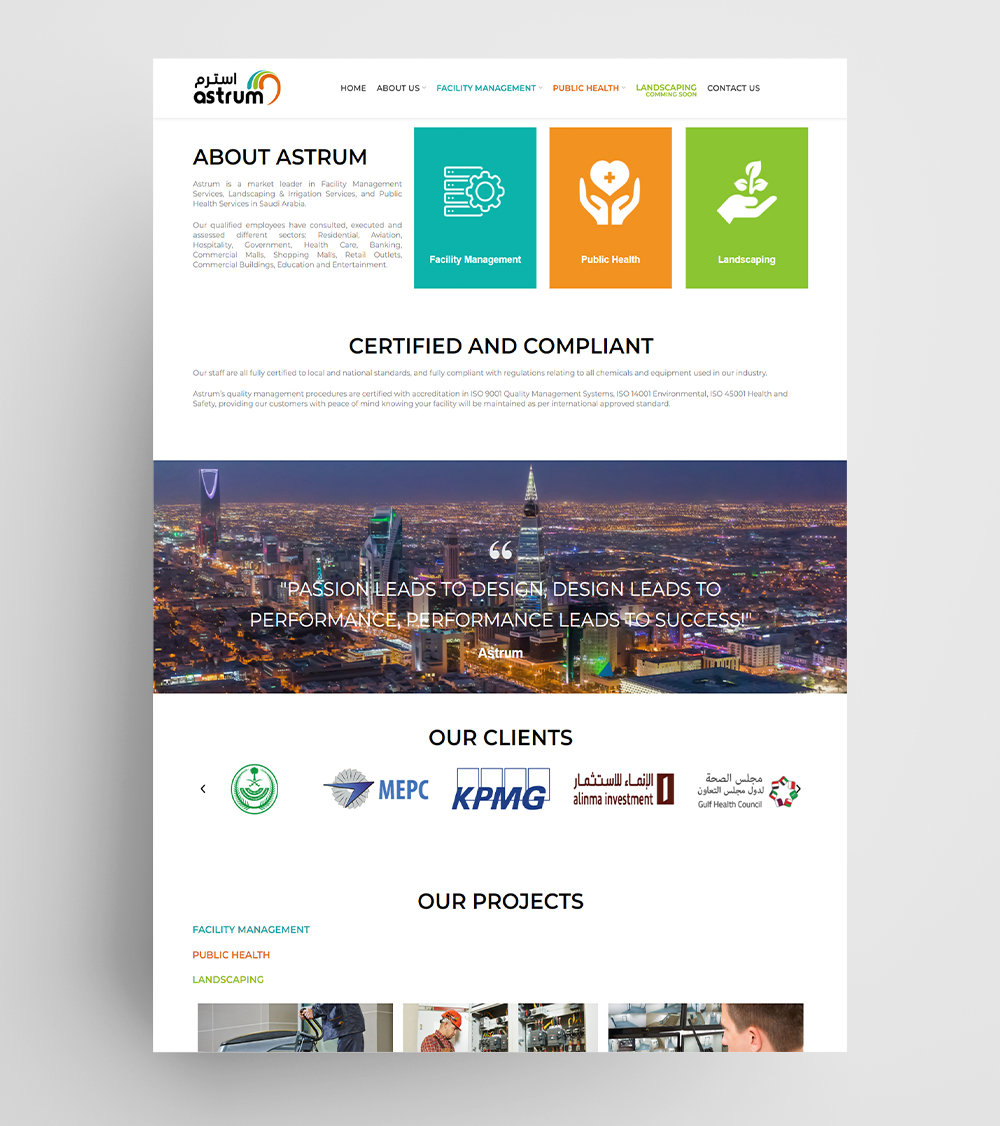 استرم
astrum
HOME ABOUT US FACILITY MANAGEMENT PUBLIC HEALTH LANDSCAPING CONTACT US
COMMING SOON
ABOUT ASTRUM
Astrum is a market leader in Facility Management
Services, Landscaping & Irrigation Services, and Public
Health Services in Saudi Arabia.
Our qualified employees have consulted, executed and
assessed different sectors: Residential, Aviation,
Hospitality, Government, Health Care, Banking,
Commercial Malls, Shopping Malls, Retail Outlets,
Commercial Buildings, Education and Entertainment.
Facility Management
Public Health
Landscaping
CERTIFIED AND COMPLIANT
Our staff are all fully certified to local and national standards, and fully compliant with regulations relating to all chemicals and equipment used in our industry.
Astrum's quality management procedures are certified with accreditation in ISO 9001 Quality Management Systems, ISO 14001 Environmental, ISO 45001 Health and
Safety, providing our customers with peace of mind knowing your facility will be maintained as per international approved standard.
“
"PASSION LEADS TO DESIGN, DESIGN LEADS TO
PERFORMANCE, PERFORMANCE LEADS TO SUCCESS!"
Astrum
OUR CLIENTS
MEPC
KPMG
الإنماء للاستثمار
alinma investment
مجلس الصحة
لدول مجلس التعاون
Gulf Health Council
OUR PROJECTS
FACILITY MANAGEMENT
PUBLIC HEALTH
LANDSCAPING